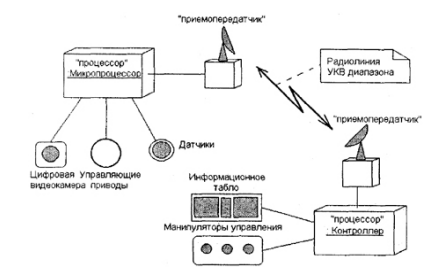 "приемопередатчик"
"процессор"
: Микропроцессор
Радиолиния
УКВ диапазона
"приемопередатчик"
Датчики
Цифровая
видеокамера
Управляющие
приводы
Информационное
табло
Манипуляторы управления
"процессор"
: Контроллер